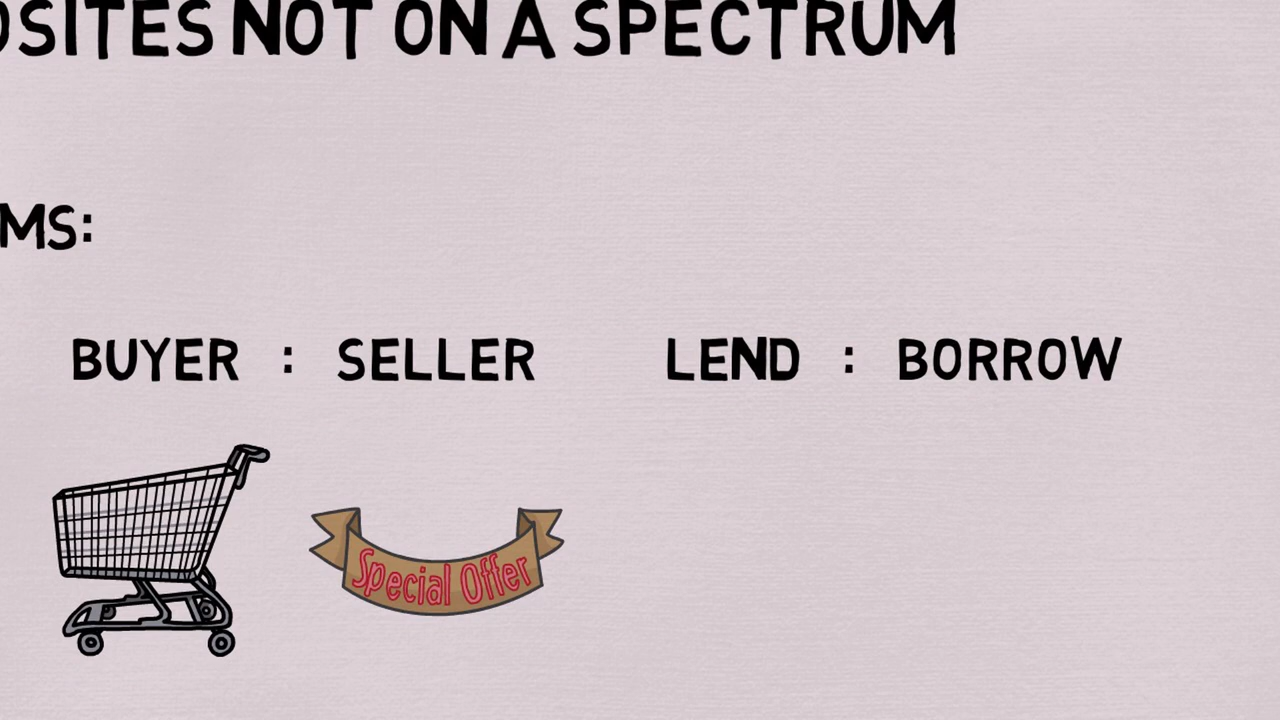 OSITES NOT ON A SPECTRUM
MS:
BUYER : SELLER LEND : BORROW
Special Offer